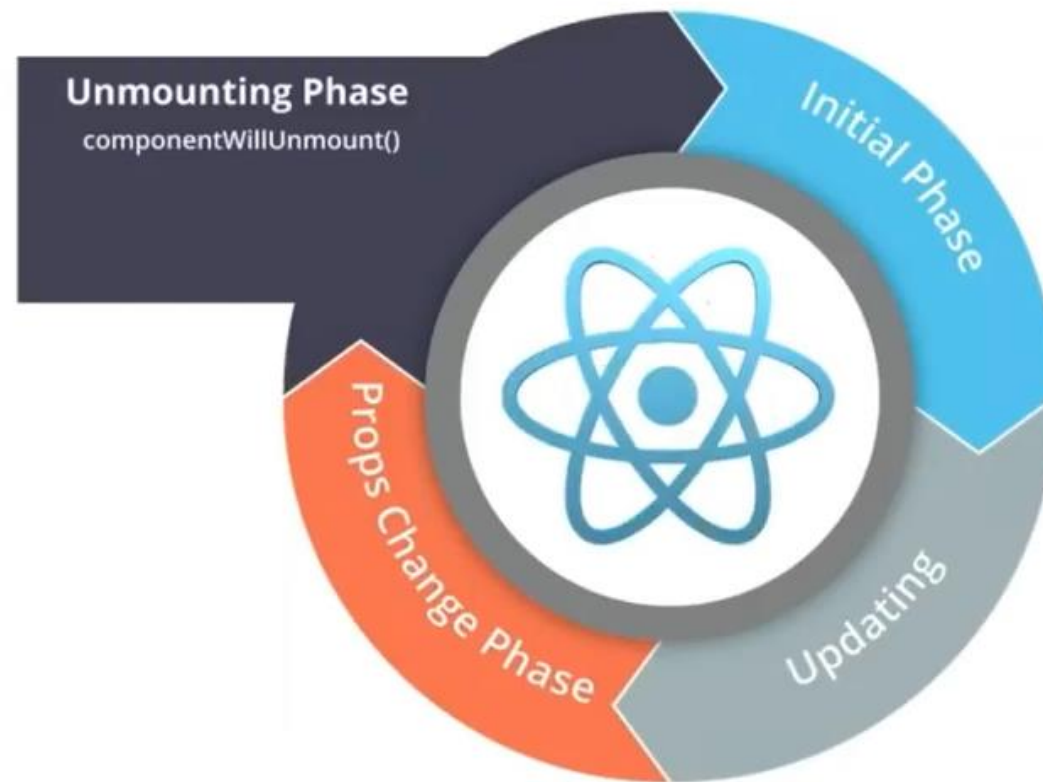 Unmounting Phase
componentWillUnmount()
Initial Phase
Updating
Props Change Phase